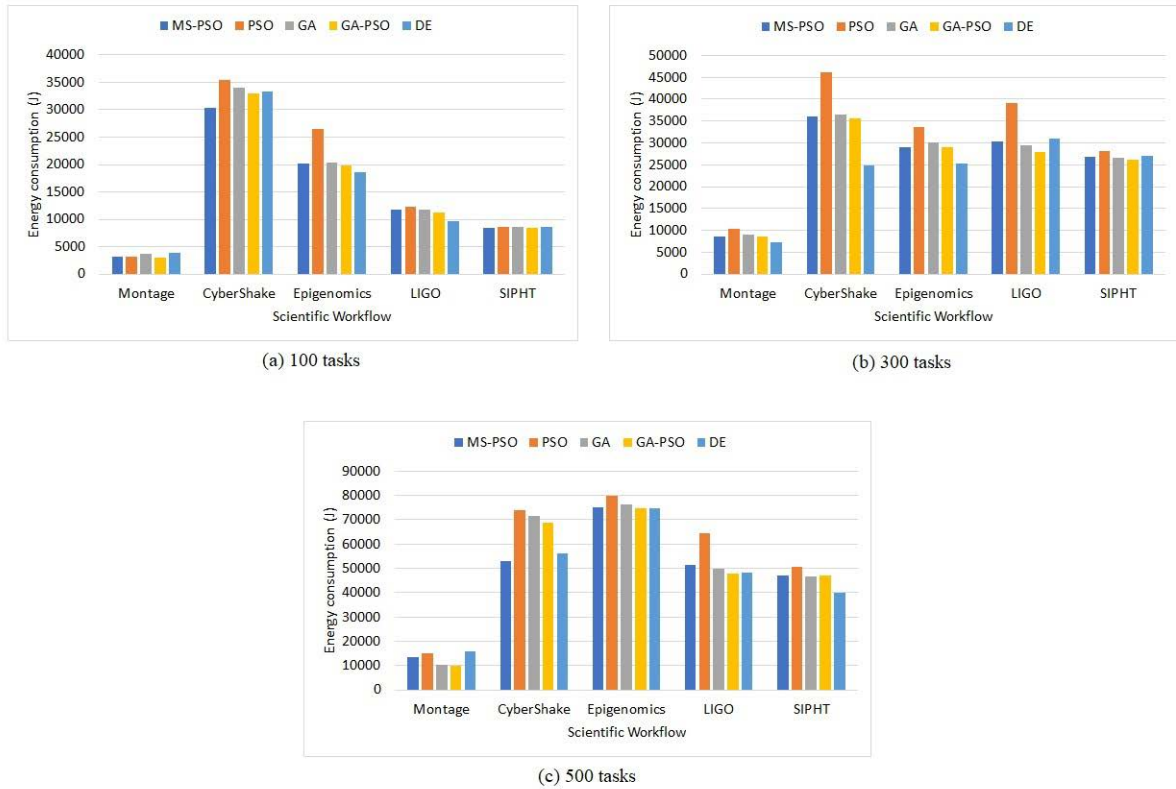 MS-PSO PSO GA GA-PSO DE
40000
35000
30000
25000
20000
15000
10000
5000
0
Energy consumption (J)
Montage CyberShake Epigenomics LIGO SIPHT
Scientific Workflow
(a) 100 tasks
MS-PSO PSO GA GA-PSO DE
50000
45000
40000
35000
30000
25000
20000
15000
10000
5000
0
Energy consumption (J)
Montage CyberShake Epigenomics LIGO SIPHT
Scientific Workflow
(b) 300 tasks
MS-PSO PSO GA GA-PSO DE
90000
80000
70000
60000
50000
40000
30000
20000
10000
0
Energy consumption (J)
Montage CyberShake Epigenomics LIGO SIPHT
Scientific Workflow
(c) 500 tasks